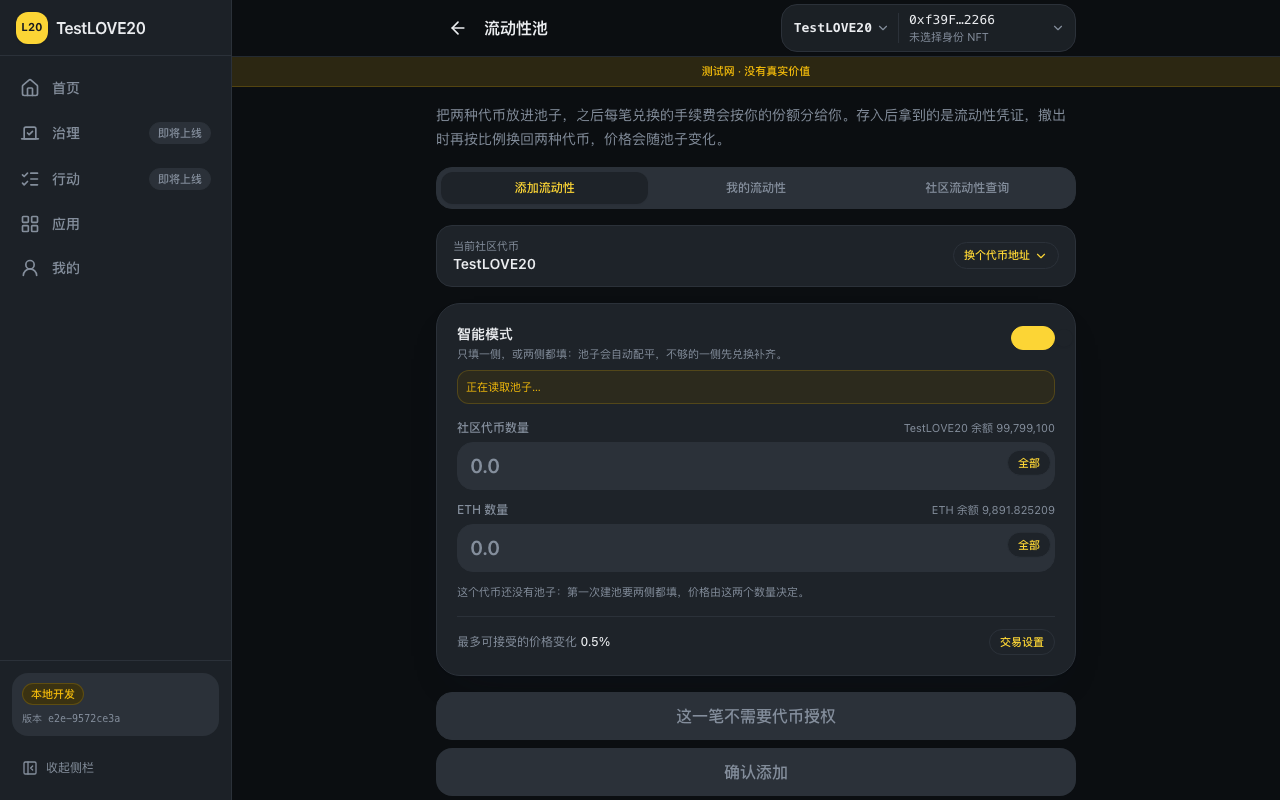 L20 TestLOVE20
首页
治理 即将上线
行动 即将上线
应用
我的
本地开发
版本 e2e-9572ce3a
收起侧栏
流动性池
TestLOVE20
0xf39F…2266
未选择身份 NFT
测试网 · 没有真实价值
把两种代币放进池子，之后每笔兑换的手续费会按你的份额分给你。存入后拿到的是流动性凭证，撤出
时再按比例换回两种代币，价格会随池子变化。
添加流动性 我的流动性 社区流动性查询
当前社区代币
TestLOVE20
换个代币地址
智能模式
只填一侧，或两侧都填：池子会自动配平，不够的一侧先兑换补齐。
正在读取池子…
社区代币数量 TestLOVE20 余额 99,799,100
0.0 全部
ETH 数量 ETH 余额 9,891.825209
0.0 全部
这个代币还没有池子：第一次建池要两侧都填，价格由这两个数量决定。
最多可接受的价格变化 0.5% 交易设置
这一笔不需要代币授权
确认添加